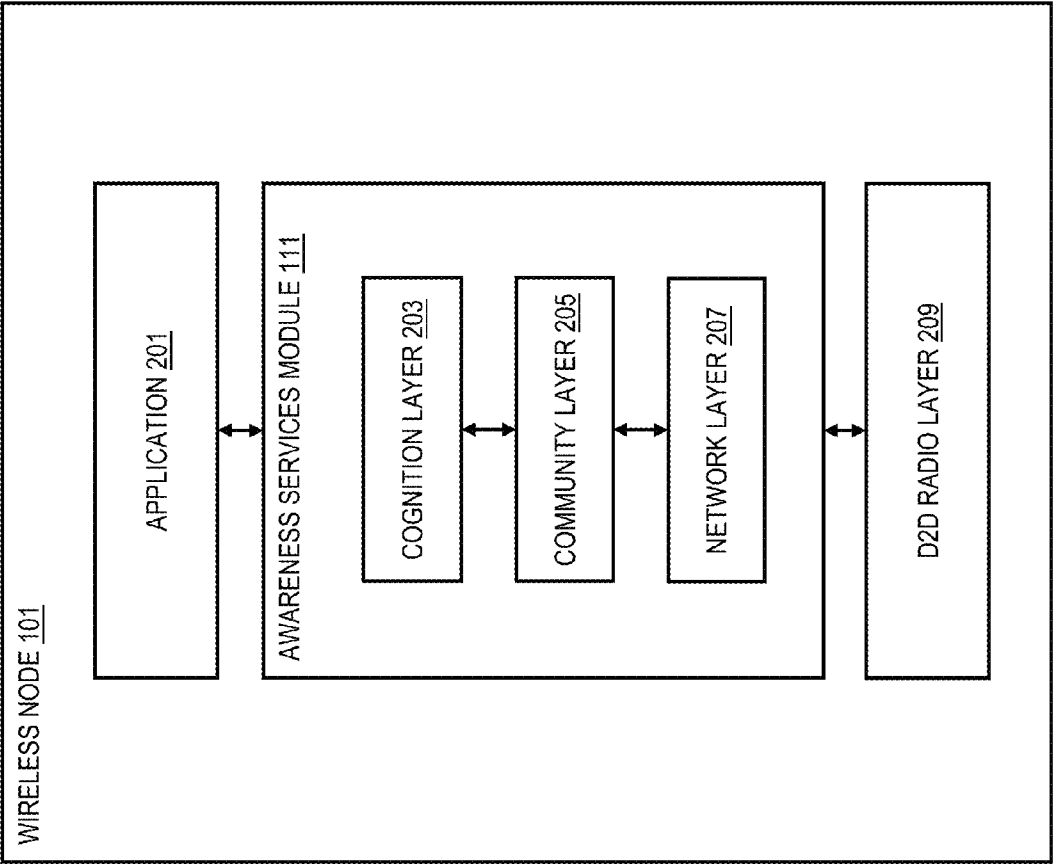 WIRELESS NODE 101
APPLICATION 201
AWARENESS SERVICES MODULE 111
COGNITION LAYER 203
COMMUNITY LAYER 205
NETWORK LAYER 207
D2D RADIO LAYER 209